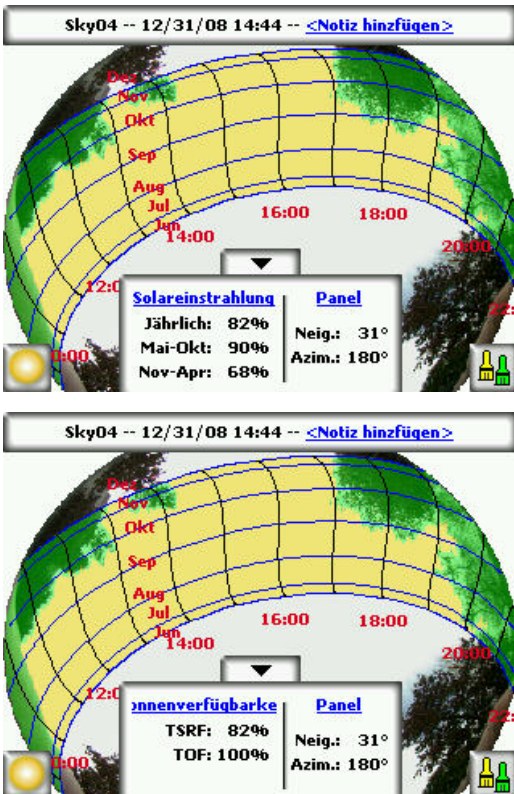 Sky04 -- 12/31/08 14:44 -- <Notiz hinzufügen>
Dez
Nov
Okt
Sep
Aug
Jul
Jun
14:00
16:00
18:00
20:00
12:0
22:
Solareinstrahlung
Jährlich: 82%
Mai-Okt: 90%
Nov-Apr: 68%
Panel
Neig.: 31°
Azim.: 180°
0:00
Sky04 -- 12/31/08 14:44 -- <Notiz hinzufügen>
Dez
Nov
Okt
Sep
Aug
Jul
Jun
14:00
16:00
18:00
20:00
12:0
22:
onnenverfügbarke
TSRF: 82%
TOF: 100%
Panel
Neig.: 31°
Azim.: 180°
0:00